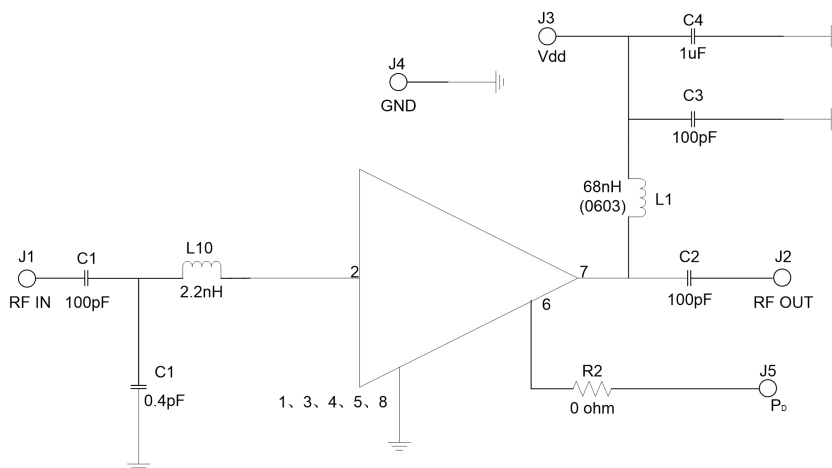 J3
Vdd
C4
1uF
J4
GND
C3
100pF
68nH
(0603)
L1
J1
RF IN
C1
100pF
L10
2.2nH
2
7
6
C2
100pF
J2
RF OUT
C1
0.4pF
1、3、4、5、8
R2
0 ohm
J5
PD